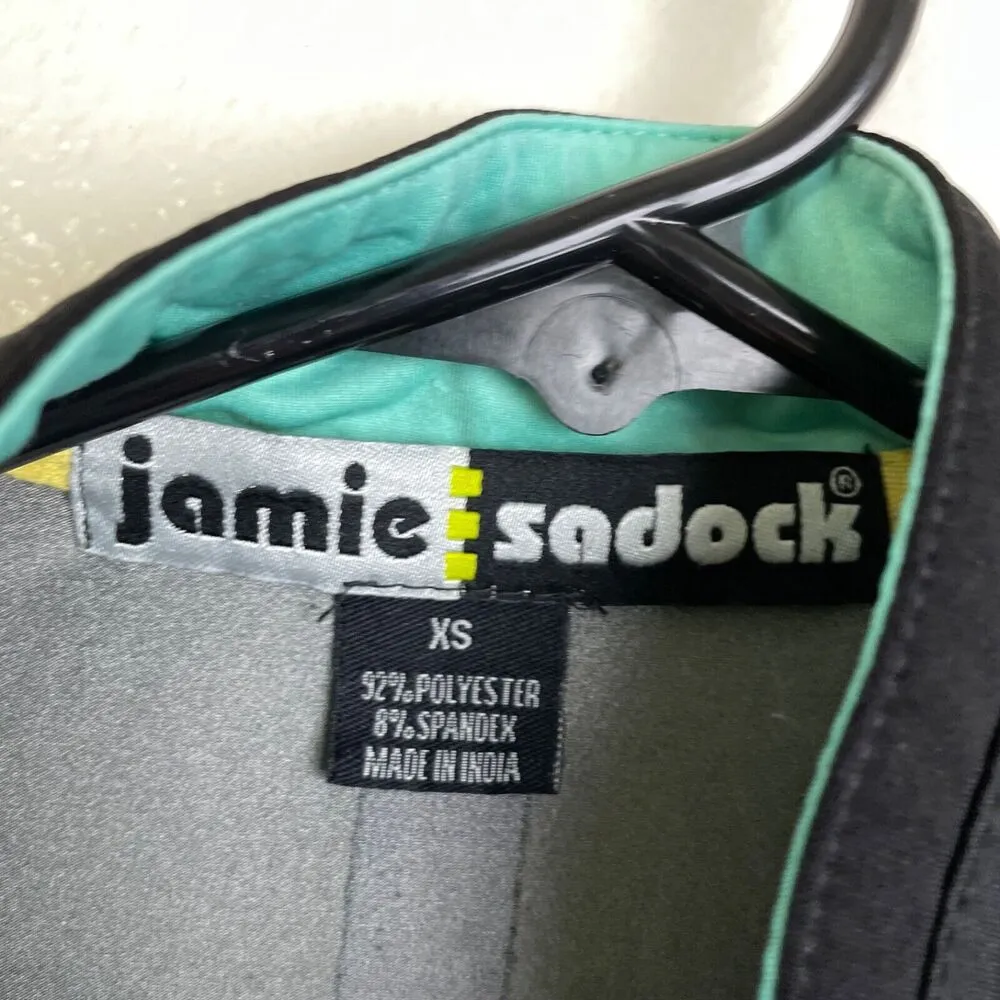 jamie sadock®
XS
92% POLYESTER
8% SPANDEX
MADE IN INDIA